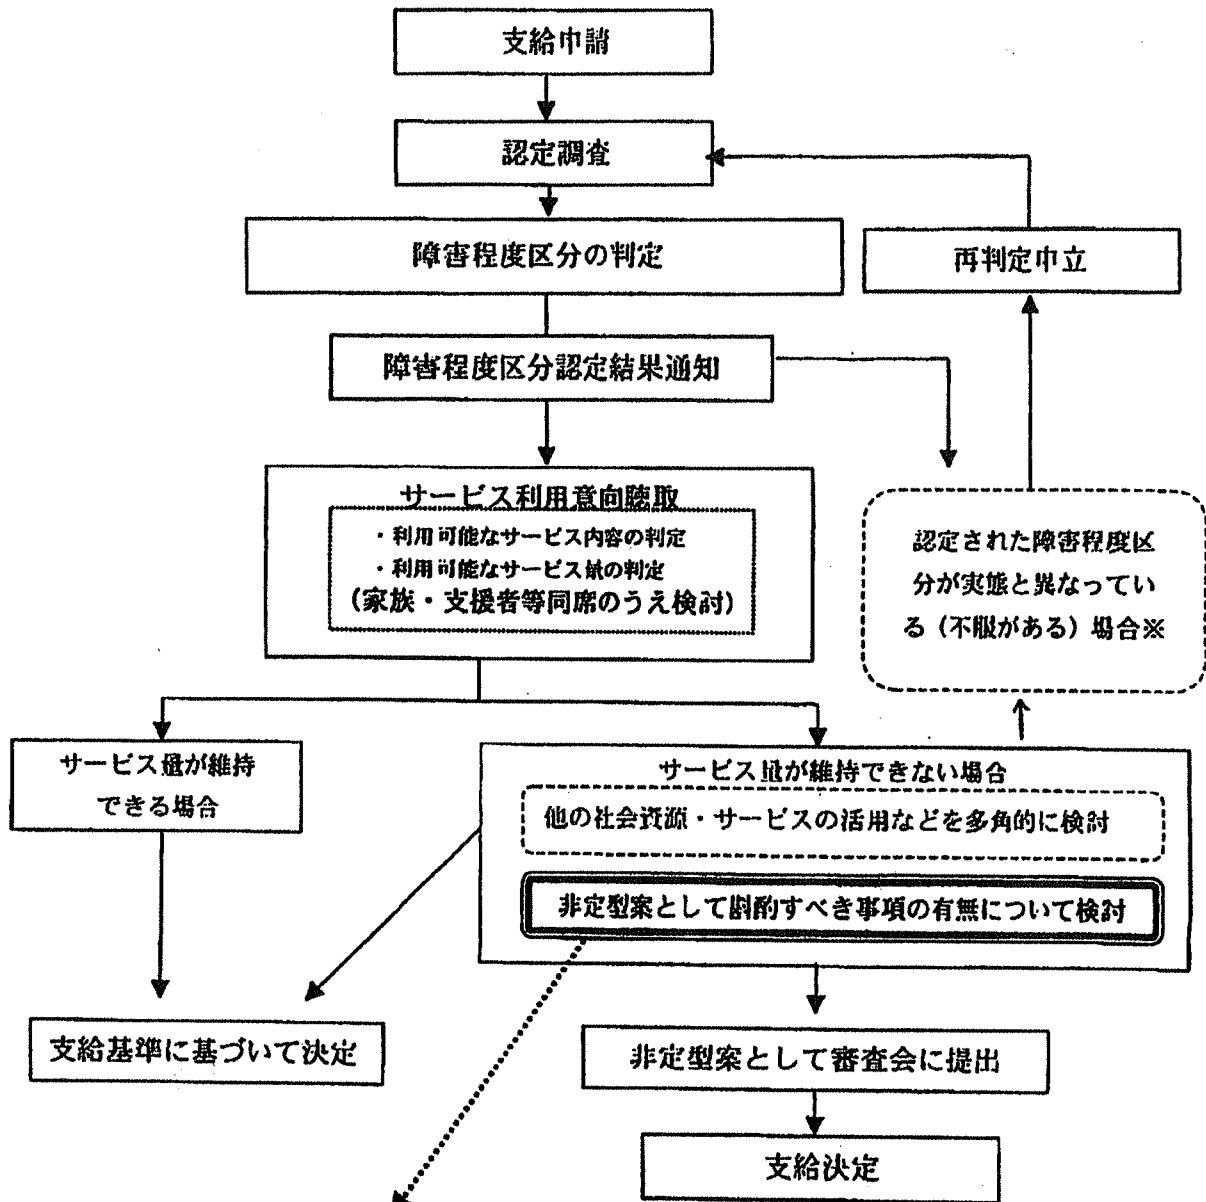 支給申請
認定調査
障害程度区分の判定
再判定申立
障害程度区分認定結果通知
サービス利用意向聴取
・利用可能なサービス内容の判定
・利用可能なサービス量の判定
(家族・支援者等同席のうえ検討)
認定された障害程度区
分が実態と異なってい
る(不服がある)場合※
サービス量が維持
できる場合
サービス量が維持できない場合
他の社会資源・サービスの活用などを多角的に検討
非定型案として斟酌すべき事項の有無について検討
支給基準に基づいて決定
非定型案として審査会に提出
支給決定